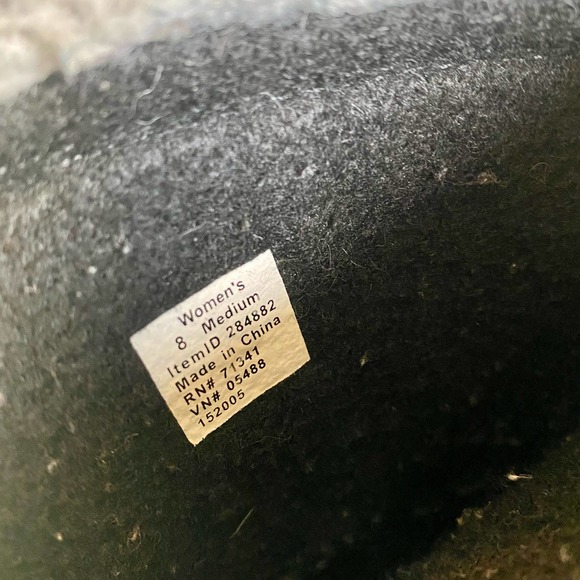 Women's
8 Medium
ItemID 284882
Made in China
RN# 71341
VN# 05488
152005